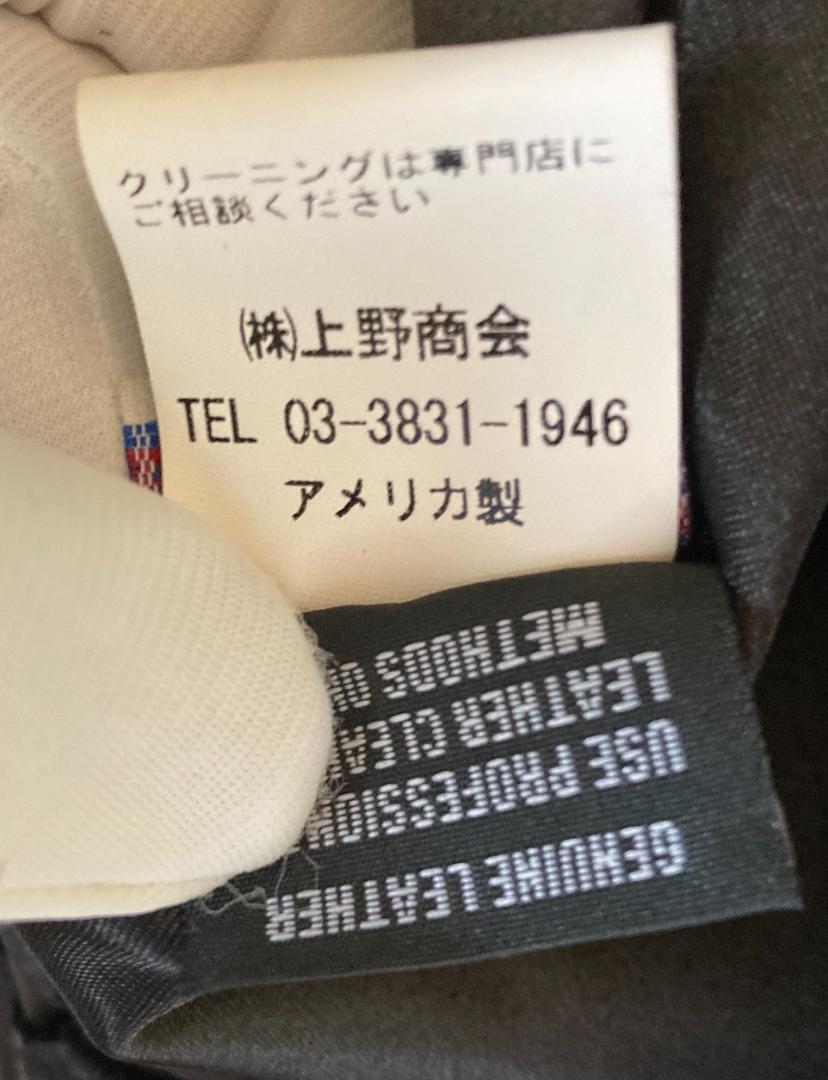 クリーニングは専門店に
ご相談ください
㈱上野商会
TEL 03-3831-1946
アメリカ製
GENUINE LEATHER
USE PROFESSION
LEATHER CLEA
METHODS